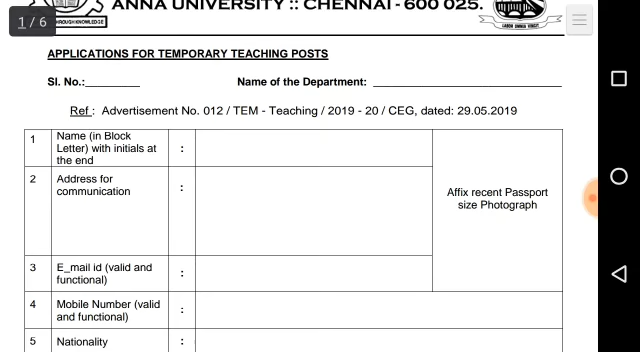 ANNA UNIVERSITY :: CHENNAI - 600 025.
1 / 6
APPLICATIONS FOR TEMPORARY TEACHING POSTS
Sl. No.:________ Name of the Department: ____________________________
Ref : Advertisement No. 012 / TEM - Teaching / 2019 - 20 / CEG, dated: 29.05.2019
1 Name (in Block
Letter) with initials at
the end
:
2 Address for
communication
:
Affix recent Passport
size Photograph
3 E_mail id (valid and
functional)
:
4 Mobile Number (valid
and functional)
:
5 Nationality :